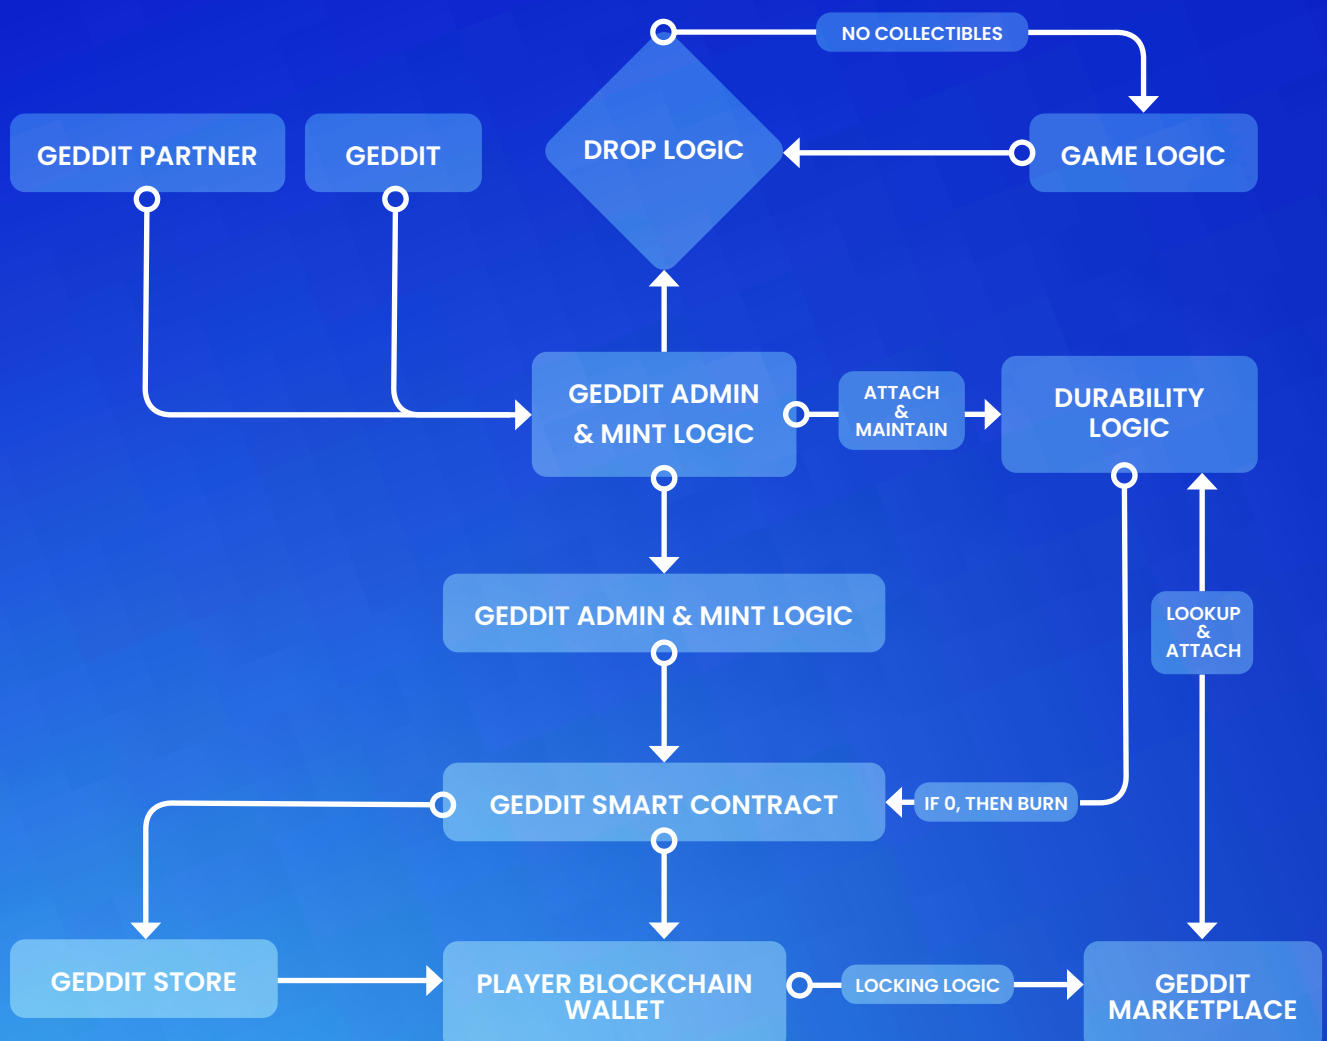 NO COLLECTIBLES
GEDDIT PARTNER
GEDDIT
DROP LOGIC
GAME LOGIC
GEDDIT ADMIN
& MINT LOGIC
ATTACH
&
MAINTAIN
DURABILITY
LOGIC
GEDDIT ADMIN & MINT LOGIC
LOOKUP
&
ATTACH
GEDDIT SMART CONTRACT
IF 0, THEN BURN
GEDDIT STORE
PLAYER BLOCKCHAIN
WALLET
LOCKING LOGIC
GEDDIT
MARKETPLACE